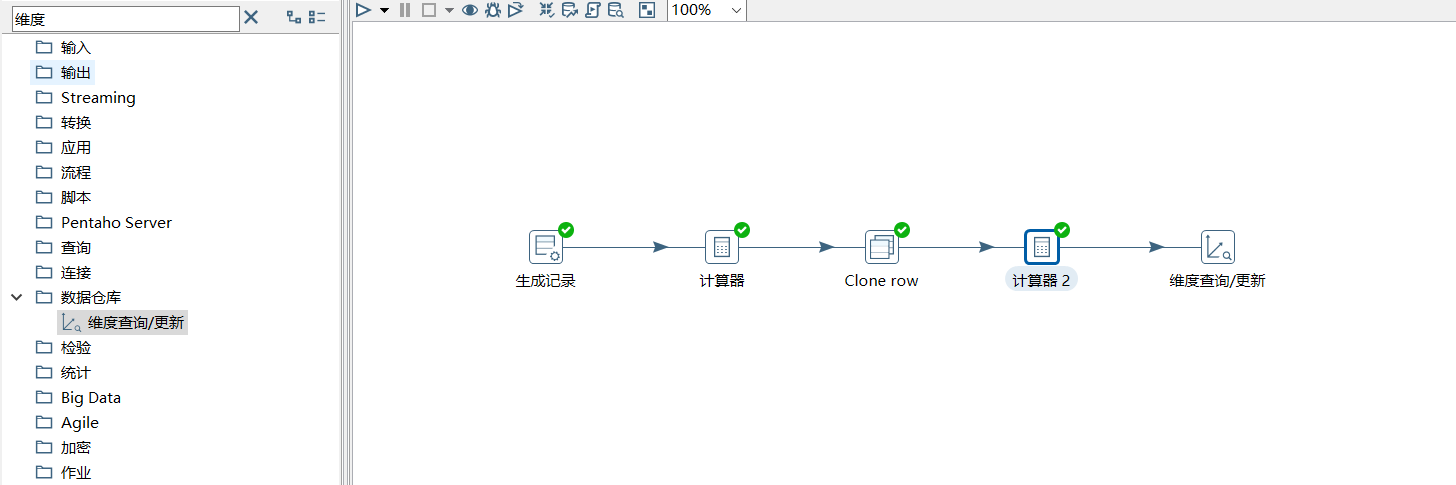 维度
100%
输入
输出
Streaming
转换
应用
流程
脚本
Pentaho Server
查询
连接
数据仓库
维度查询/更新
检验
统计
Big Data
Agile
加密
作业
生成记录
计算器
Clone row
计算器 2
维度查询/更新